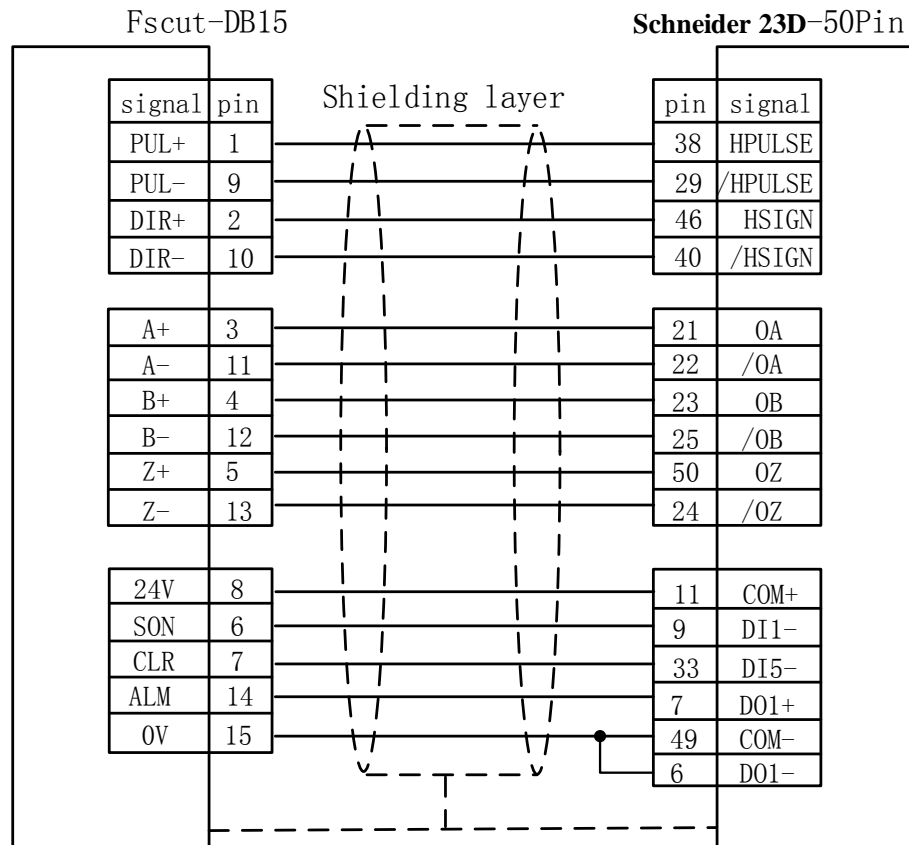 Fscut-DB15 Schneider 23D-50Pin
Shielding layer
signal pin pin signal
PUL+ 1 38 HPULSE
PUL- 9 29 /HPULSE
DIR+ 2 46 HSIGN
DIR- 10 40 /HSIGN
A+ 3 21 OA
A- 11 22 /OA
B+ 4 23 OB
B- 12 25 /OB
Z+ 5 50 OZ
Z- 13 24 /OZ
24V 8 11 COM+
SON 6 9 DI1-
CLR 7 33 DI5-
ALM 14 7 DO1+
0V 15 49 COM-
6 DO1-